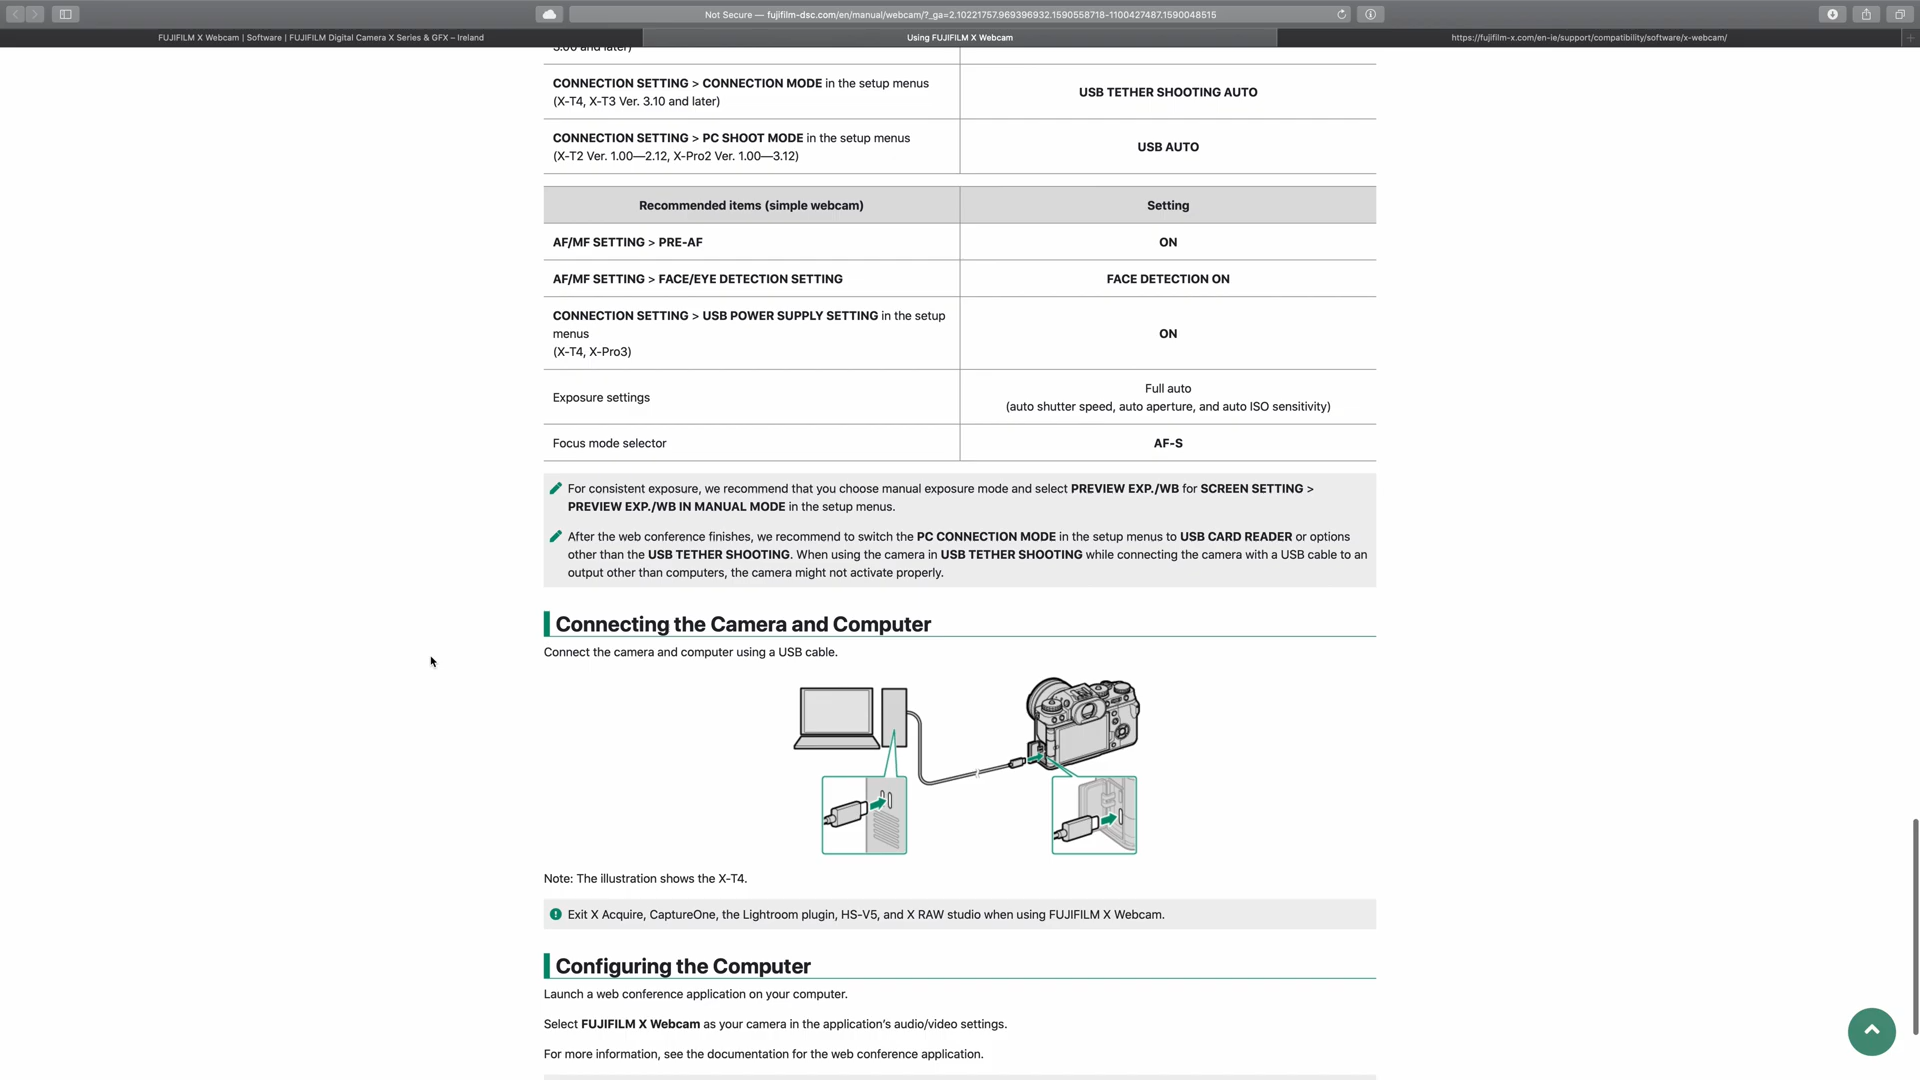 Not Secure — fujifilm-dsc.com/en/manual/webcam/?_ga=2.10221757.969396932.1590558718-1100427487.1590048515
FUJIFILM X Webcam | Software | FUJIFILM Digital Camera X Series & GFX – Ireland
Using FUJIFILM X Webcam
https://fujifilm-x.com/en-ie/support/compatibility/software/x-webcam/
3.00 and later)
CONNECTION SETTING > CONNECTION MODE in the setup menus
(X-T4, X-T3 Ver. 3.10 and later)
USB TETHER SHOOTING AUTO
CONNECTION SETTING > PC SHOOT MODE in the setup menus
(X-T2 Ver. 1.00—2.12, X-Pro2 Ver. 1.00—3.12)
USB AUTO
Recommended items (simple webcam)
Setting
AF/MF SETTING > PRE-AF
ON
AF/MF SETTING > FACE/EYE DETECTION SETTING
FACE DETECTION ON
CONNECTION SETTING > USB POWER SUPPLY SETTING in the setup
menus
(X-T4, X-Pro3)
ON
Exposure settings
Full auto
(auto shutter speed, auto aperture, and auto ISO sensitivity)
Focus mode selector
AF-S
For consistent exposure, we recommend that you choose manual exposure mode and select PREVIEW EXP./WB for SCREEN SETTING >
PREVIEW EXP./WB IN MANUAL MODE in the setup menus.
After the web conference finishes, we recommend to switch the PC CONNECTION MODE in the setup menus to USB CARD READER or options
other than the USB TETHER SHOOTING. When using the camera in USB TETHER SHOOTING while connecting the camera with a USB cable to an
output other than computers, the camera might not activate properly.
Connecting the Camera and Computer
Connect the camera and computer using a USB cable.
Note: The illustration shows the X-T4.
Exit X Acquire, CaptureOne, the Lightroom plugin, HS-V5, and X RAW studio when using FUJIFILM X Webcam.
Configuring the Computer
Launch a web conference application on your computer.
Select FUJIFILM X Webcam as your camera in the application's audio/video settings.
For more information, see the documentation for the web conference application.